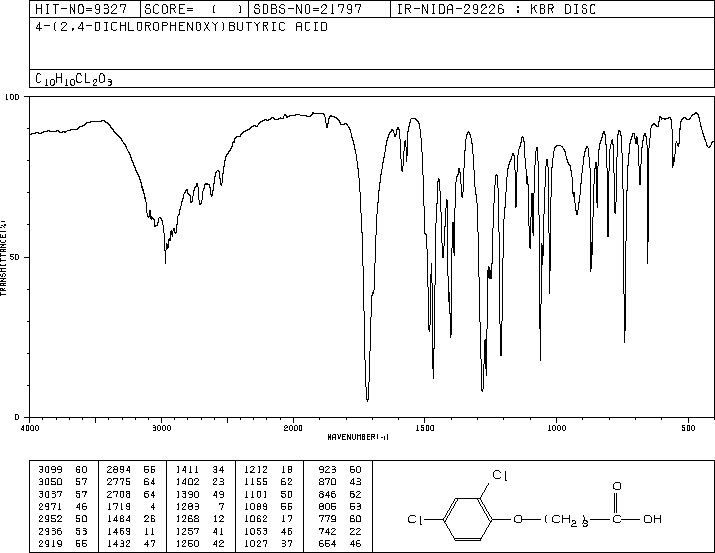 HIT-NO=9327 SCORE= ( ) SDBS-NO=21797 IR-NIDA-29226 : KBR DISC
4-(2,4-DICHLOROPHENOXY)BUTYRIC ACID
C10H10CL2O3
100
TRANSMITTANCE(%)
50
0
4000 3000 2000 1500 1000 500
WAVENUMBER(-1)
3099 60 2894 55 1411 34 1212 18 923 60
3050 57 2775 64 1402 23 1155 62 870 43
3037 57 2708 64 1390 49 1101 50 846 62
2971 46 1719 4 1283 7 1089 55 805 53
2952 50 1484 26 1268 12 1062 17 779 60
2936 53 1469 11 1257 41 1053 46 742 22
2919 55 1432 47 1250 42 1027 37 654 46
Cl
Cl O (CH2)3 C OH
O